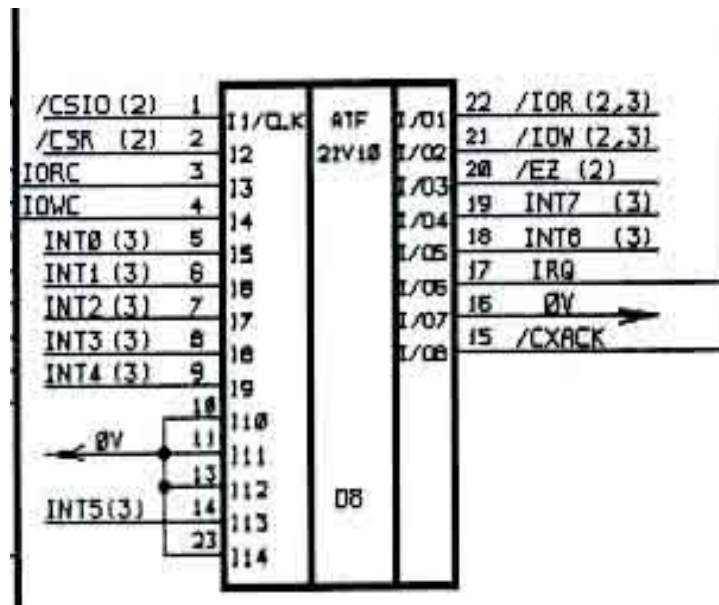 /CSIO (2) 1 I1/CLK ATF I/O1 22 /IOR (2,3)
/CSR (2) 2 I2 21V10 I/O2 21 /IOW (2,3)
IORC 3 I3 I/O3 20 /EZ (2)
IOWC 4 I4 I/O4 19 INT7 (3)
INT0 (3) 5 I5 I/O5 18 INT6 (3)
INT1 (3) 6 I6 I/O6 17 IRQ
INT2 (3) 7 I7 I/O7 16 0V
INT3 (3) 8 I8 I/O8 15 /CXACK
INT4 (3) 9 I9
10 I10
0V 11 I11
13 I12 D8
INT5(3) 14 I13
23 I14